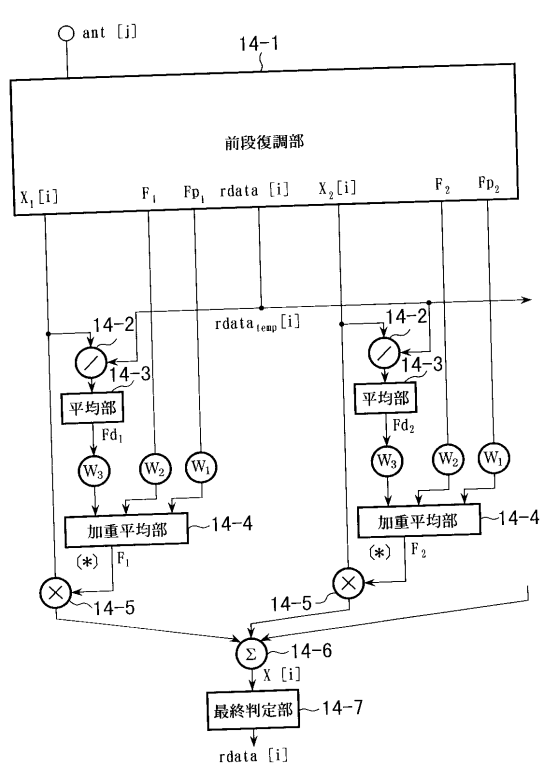 ant [j]
14-1
前段復調部
X₁[i] F₁ Fp₁ rdata [i] X₂[i] F₂ Fp₂
rdata_temp[i]
14-2
14-2
14-3
14-3
平均部
平均部
Fd₁
Fd₂
W₃ W₂ W₁
W₃ W₂ W₁
加重平均部
14-4
加重平均部
14-4
(*) F₁
(*) F₂
×
14-5
×
14-5
Σ
14-6
X [i]
最終判定部
14-7
rdata [i]